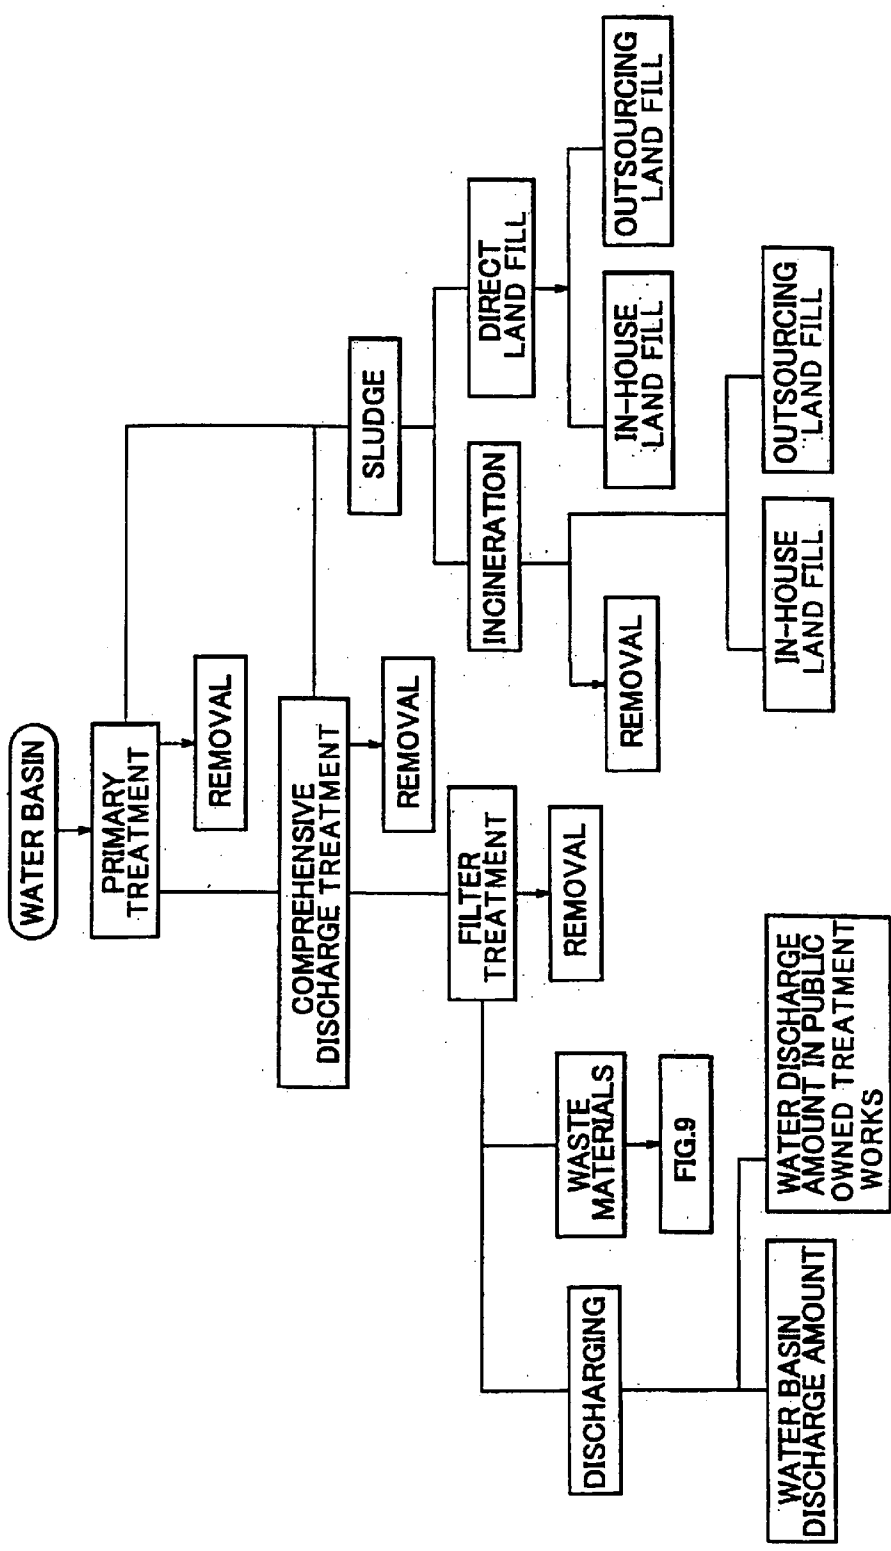 WATER BASIN
PRIMARY
TREATMENT
REMOVAL
COMPREHENSIVE
DISCHARGE TREATMENT
REMOVAL
SLUDGE
FILTER
TREATMENT
REMOVAL
INCINERATION
DIRECT
LAND FILL
DISCHARGING
WASTE
MATERIALS
FIG.9
REMOVAL
IN-HOUSE
LAND FILL
OUTSOURCING
LAND FILL
WATER BASIN
DISCHARGE AMOUNT
WATER DISCHARGE
AMOUNT IN PUBLIC
OWNED TREATMENT
WORKS
IN-HOUSE
LAND FILL
OUTSOURCING
LAND FILL